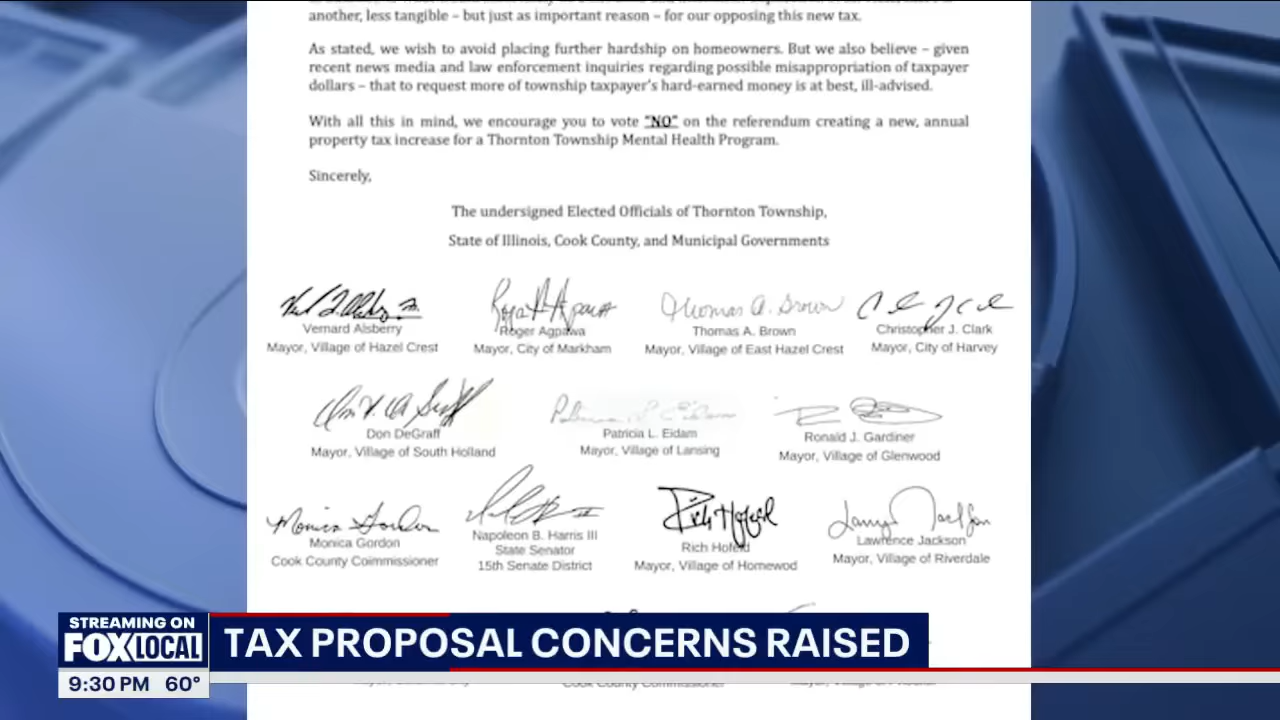 another, less tangible – but just as important reason – for our opposing this new tax.
As stated, we wish to avoid placing further hardship on homeowners. But we also believe – given
recent news media and law enforcement inquiries regarding possible misappropriation of taxpayer
dollars – that to request more of township taxpayer's hard-earned money is at best, ill-advised.
With all this in mind, we encourage you to vote "NO" on the referendum creating a new, annual
property tax increase for a Thornton Township Mental Health Program.
Sincerely,
The undersigned Elected Officials of Thornton Township,
State of Illinois, Cook County, and Municipal Governments
Vernard Alsberry
Mayor, Village of Hazel Crest
Roger Agpawa
Mayor, City of Markham
Thomas A. Brown
Thomas A. Brown
Mayor, Village of East Hazel Crest
Christopher J. Clark
Mayor, City of Harvey
Don DeGraff
Mayor, Village of South Holland
Patricia L. Eidam
Mayor, Village of Lansing
Ronald J. Gardiner
Mayor, Village of Glenwood
Monica Gordon
Monica Gordon
Cook County Coimmissioner
Napoleon B. Harris III
State Senator
15th Senate District
Rich Hofeld
Rich Hofeld
Mayor, Village of Homewod
Lawrence Jackson
Mayor, Village of Riverdale
STREAMING ON
FOX LOCAL
9:30 PM 60°
TAX PROPOSAL CONCERNS RAISED
Cook County Commissioner